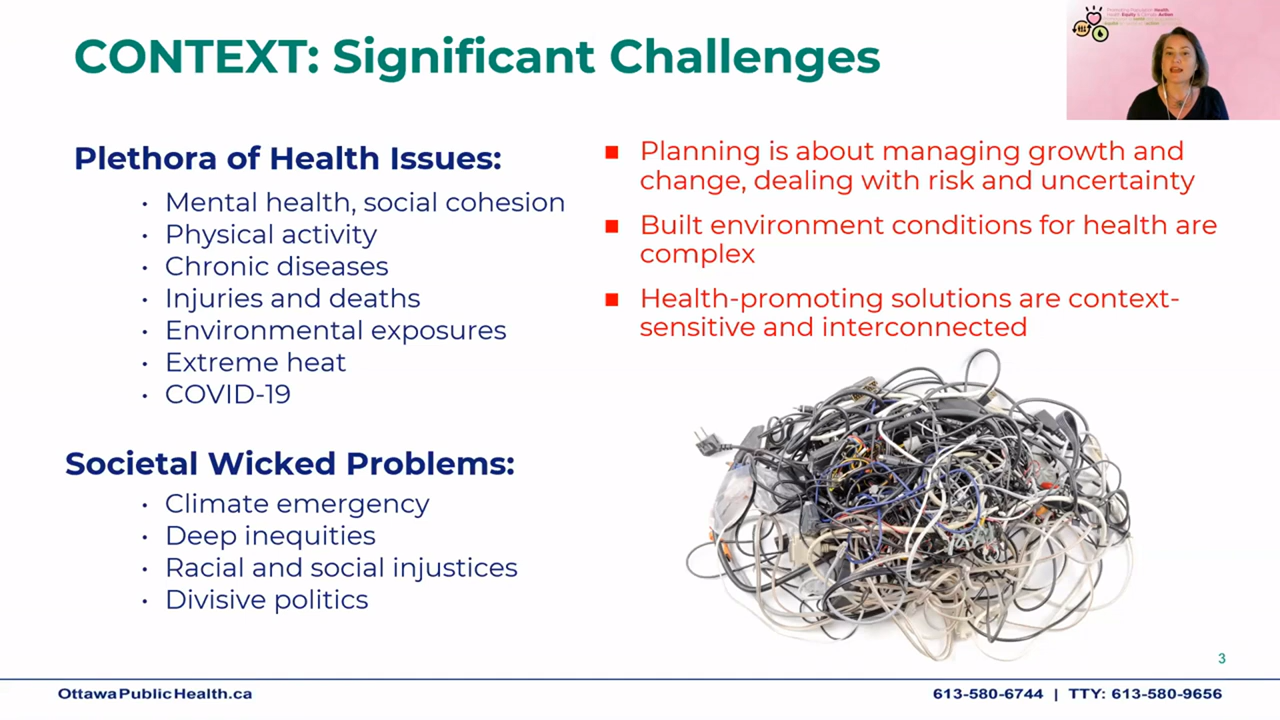 CONTEXT: Significant Challenges
Plethora of Health Issues:
• Mental health, social cohesion
• Physical activity
• Chronic diseases
• Injuries and deaths
• Environmental exposures
• Extreme heat
• COVID-19
Societal Wicked Problems:
• Climate emergency
• Deep inequities
• Racial and social injustices
• Divisive politics
■ Planning is about managing growth and
change, dealing with risk and uncertainty
■ Built environment conditions for health are
complex
■ Health-promoting solutions are context-
sensitive and interconnected
3
OttawaPublicHealth.ca
613-580-6744 | TTY: 613-580-9656